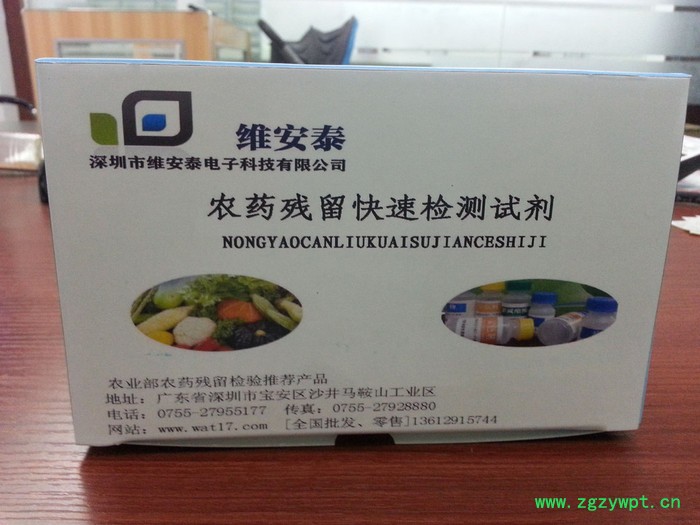 维安泰
深圳市维安泰电子科技有限公司
农药残留快速检测试剂
NONGYAOCANLIUKUAISUJIANCESHIJI
农业部农药残留检验推荐产品
地址：广东省深圳市宝安区沙井马鞍山工业区
电话：0755-27955177 传真：0755-27928880
网站：www.wat17.com [全国批发、零售]13612915744
www.zgzywpt.cn